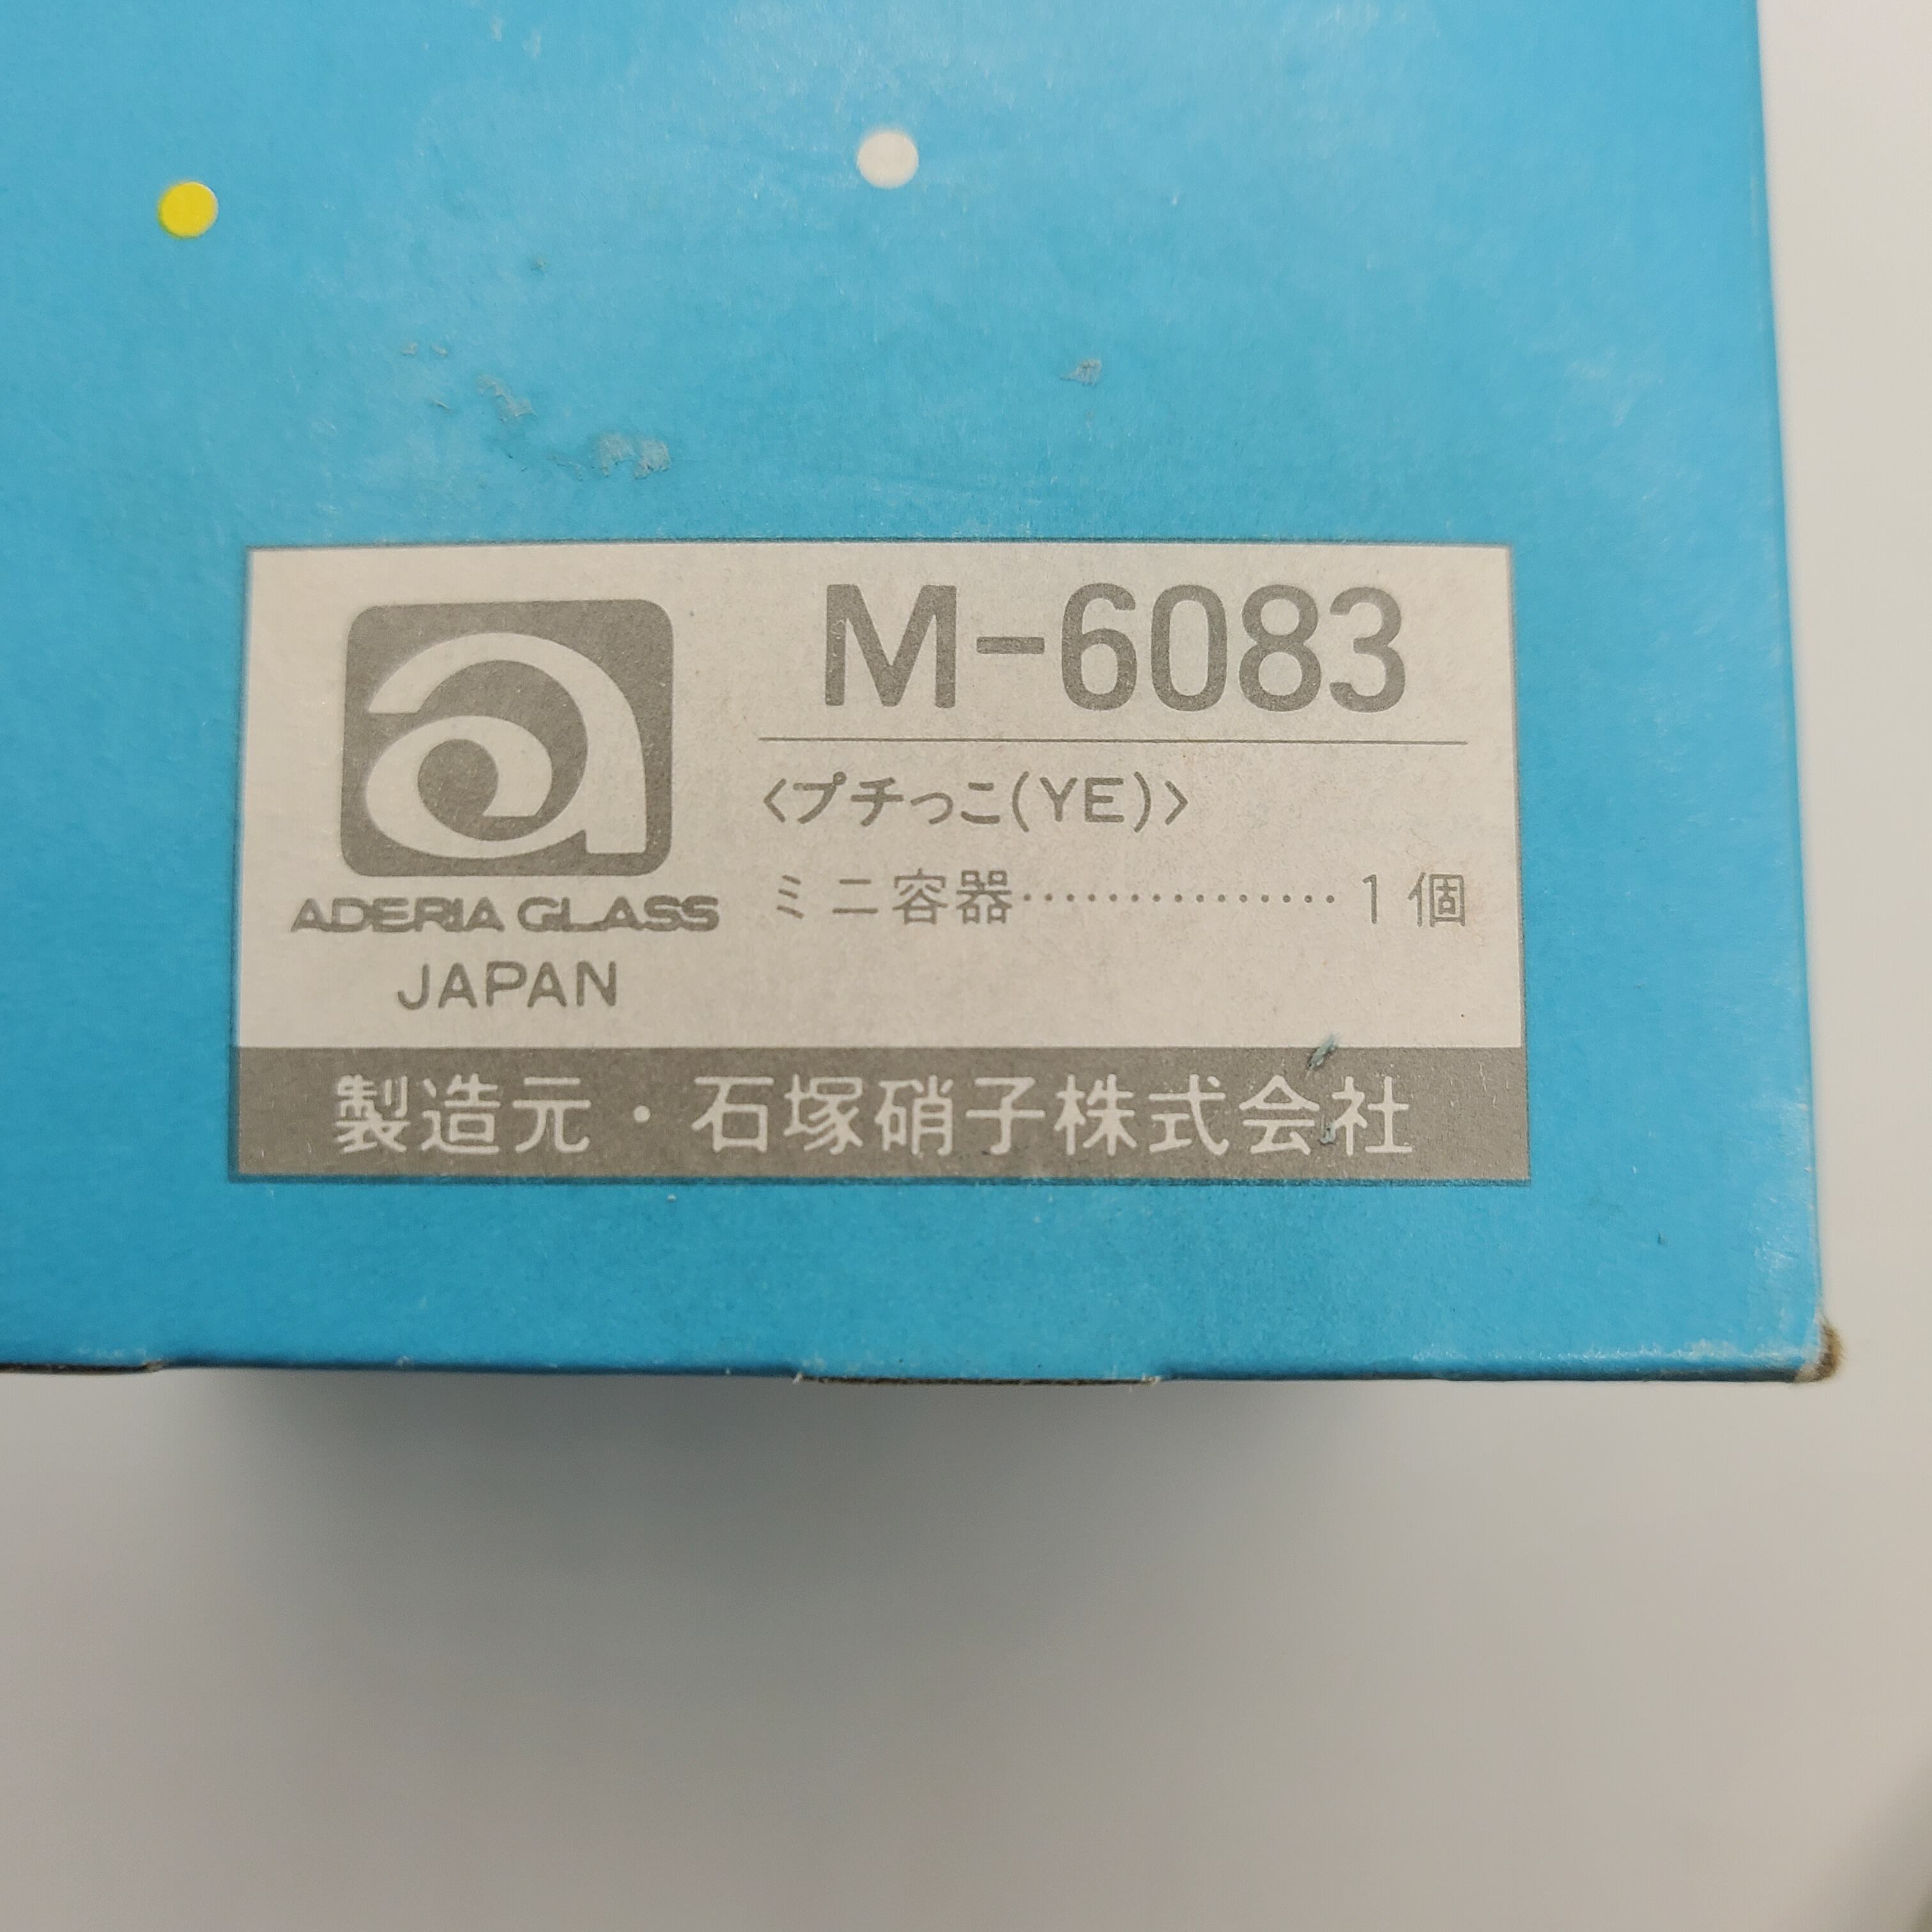 M-6083
〈プチっこ(YE)〉
ミニ容器················1個
a
ADERIA GLASS
JAPAN
製造元・石塚硝子株式会社